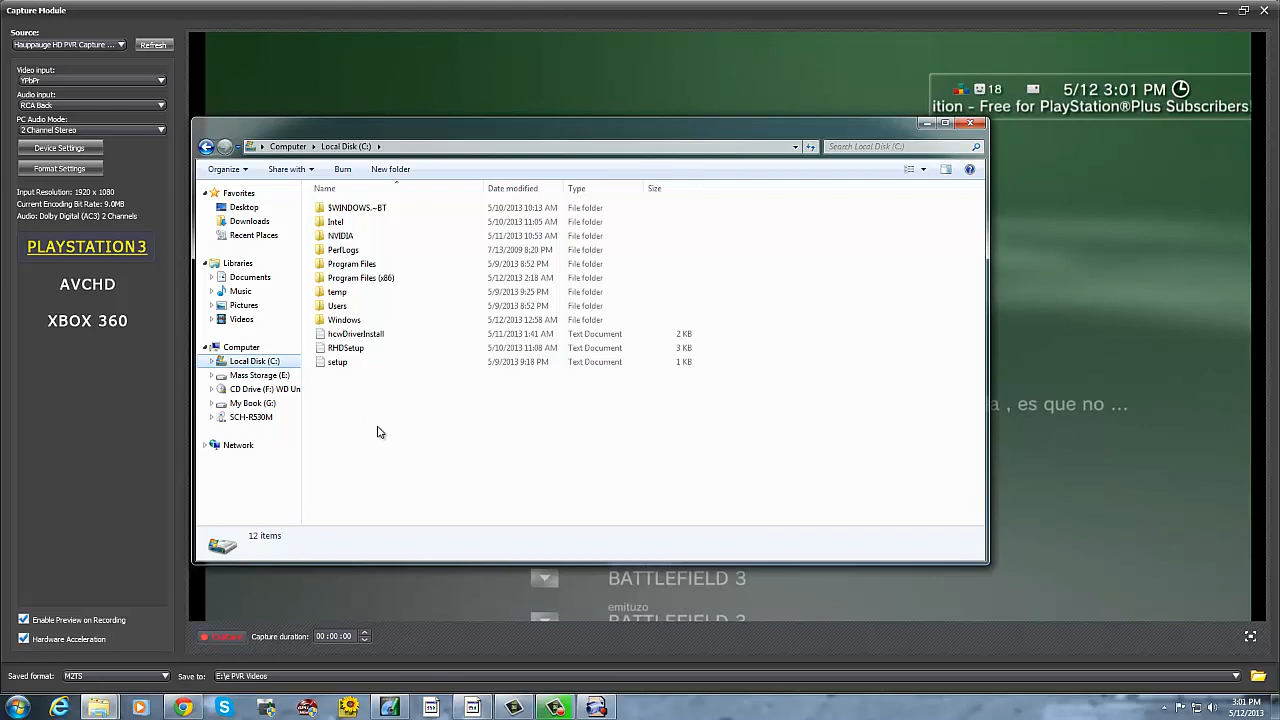 Capture Module
Source:
Hauppauge HD PVR Capture ...
Refresh
Video input:
YPbPr
Audio input:
RCA Back
PC Audio Mode:
2 Channel Stereo
Device Settings
Format Settings
Input Resolution: 1920 x 1080
Current Encoding Bit Rate: 9.0MB
Audio: Dolby Digital (AC3) 2 Channels
PLAYSTATION3
AVCHD
XBOX 360
Enable Preview on Recording
Hardware Acceleration
18 5/12 3:01 PM
ition - Free for PlayStation®Plus Subscribers!
Computer Local Disk (C:)
Search Local Disk (C:)
Organize Share with Burn New folder
Favorites
Desktop
Downloads
Recent Places
Libraries
Documents
Music
Pictures
Videos
Computer
Local Disk (C:)
Mass Storage (E:)
CD Drive (F:) WD Un
My Book (G:)
SCH-R530M
Network
Name Date modified Type Size
$WINDOWS.~BT 5/10/2013 10:13 AM File folder
Intel 5/10/2013 11:05 AM File folder
NVIDIA 5/11/2013 10:53 AM File folder
PerfLogs 7/13/2009 8:20 PM File folder
Program Files 5/9/2013 8:52 PM File folder
Program Files (x86) 5/12/2013 2:18 AM File folder
temp 5/9/2013 9:25 PM File folder
Users 5/9/2013 8:52 PM File folder
Windows 5/12/2013 12:58 AM File folder
hcwDriverInstall 5/11/2013 1:41 AM Text Document 2 KB
RHDSetup 5/10/2013 11:08 AM Text Document 3 KB
setup 5/9/2013 9:18 PM Text Document 1 KB
12 items
a , es que no ...
BATTLEFIELD 3
emituzo
BATTLEFIELD 3
Capture
Capture duration: 00:00:00
Saved format: M2TS
Save to: E:\e PVR Videos
3:01 PM
5/12/2013